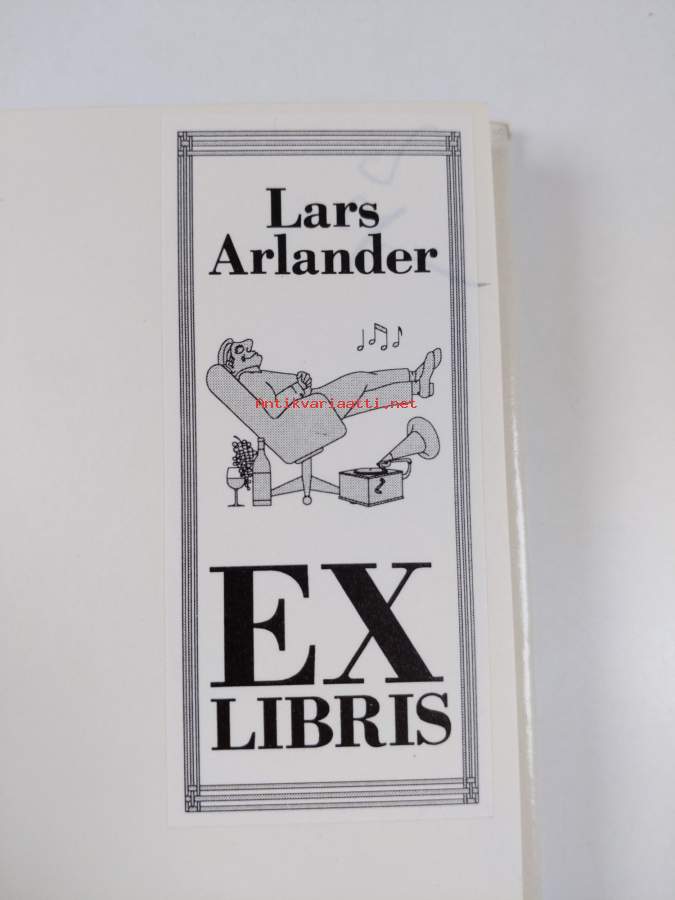 Lars
Arlander
Antikvariaatti.net
EX
LIBRIS